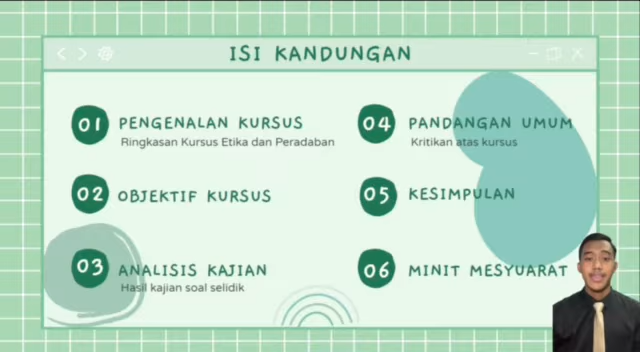 ISI KANDUNGAN
01 PENGENALAN KURSUS
Ringkasan Kursus Etika dan Peradaban
02 OBJEKTIF KURSUS
03 ANALISIS KAJIAN
Hasil kajian soal selidik
04 PANDANGAN UMUM
Kritikan atas kursus
05 KESIMPULAN
06 MINIT MESYUARAT